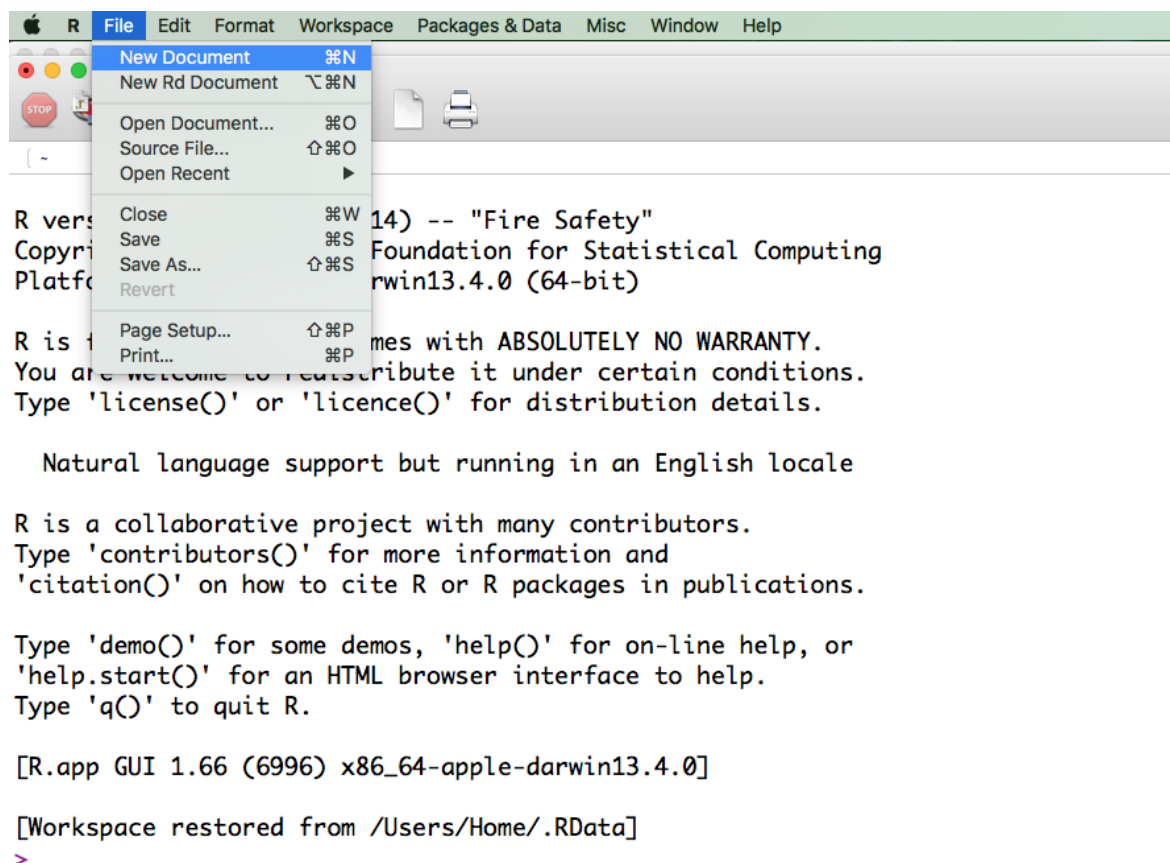 R File Edit Format Workspace Packages & Data Misc Window Help
New Document ⌘N
New Rd Document ⌥⌘N
Open Document... ⌘O
Source File... ⇧⌘O
Open Recent ▶
Close ⌘W
Save ⌘S
Save As... ⇧⌘S
Revert
Page Setup... ⇧⌘P
Print... ⌘P
STOP
~
R vers 14) -- "Fire Safety"
Copyri Foundation for Statistical Computing
Platfo rwin13.4.0 (64-bit)
R is mes with ABSOLUTELY NO WARRANTY.
You are welcome to redistribute it under certain conditions.
Type 'license()' or 'licence()' for distribution details.
Natural language support but running in an English locale
R is a collaborative project with many contributors.
Type 'contributors()' for more information and
'citation()' on how to cite R or R packages in publications.
Type 'demo()' for some demos, 'help()' for on-line help, or
'help.start()' for an HTML browser interface to help.
Type 'q()' to quit R.
[R.app GUI 1.66 (6996) x86_64-apple-darwin13.4.0]
[Workspace restored from /Users/Home/.RData]
>